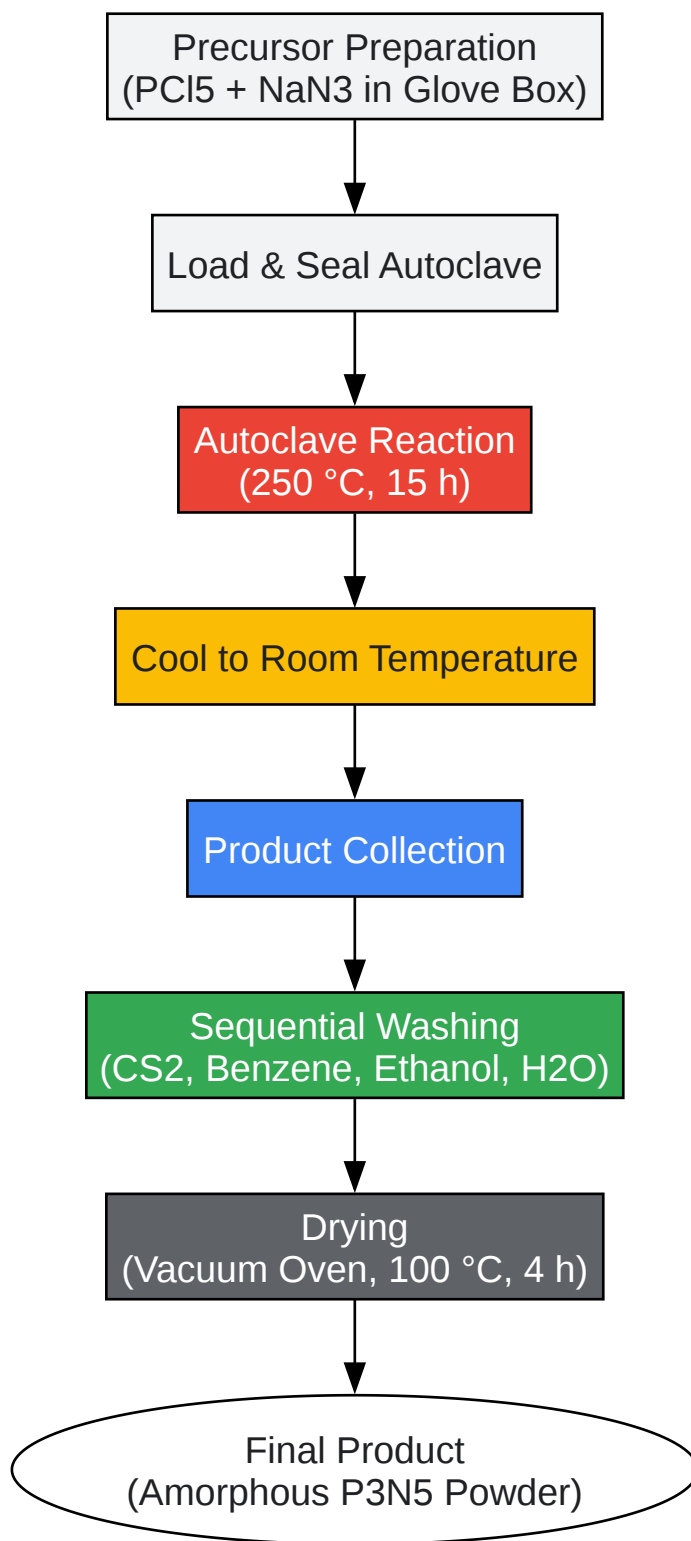 Precursor Preparation
(PCl5 + NaN3 in Glove Box)
Load & Seal Autoclave
Autoclave Reaction
(250 °C, 15 h)
Cool to Room Temperature
Product Collection
Sequential Washing
(CS2, Benzene, Ethanol, H2O)
Drying
(Vacuum Oven, 100 °C, 4 h)
Final Product
(Amorphous P3N5 Powder)